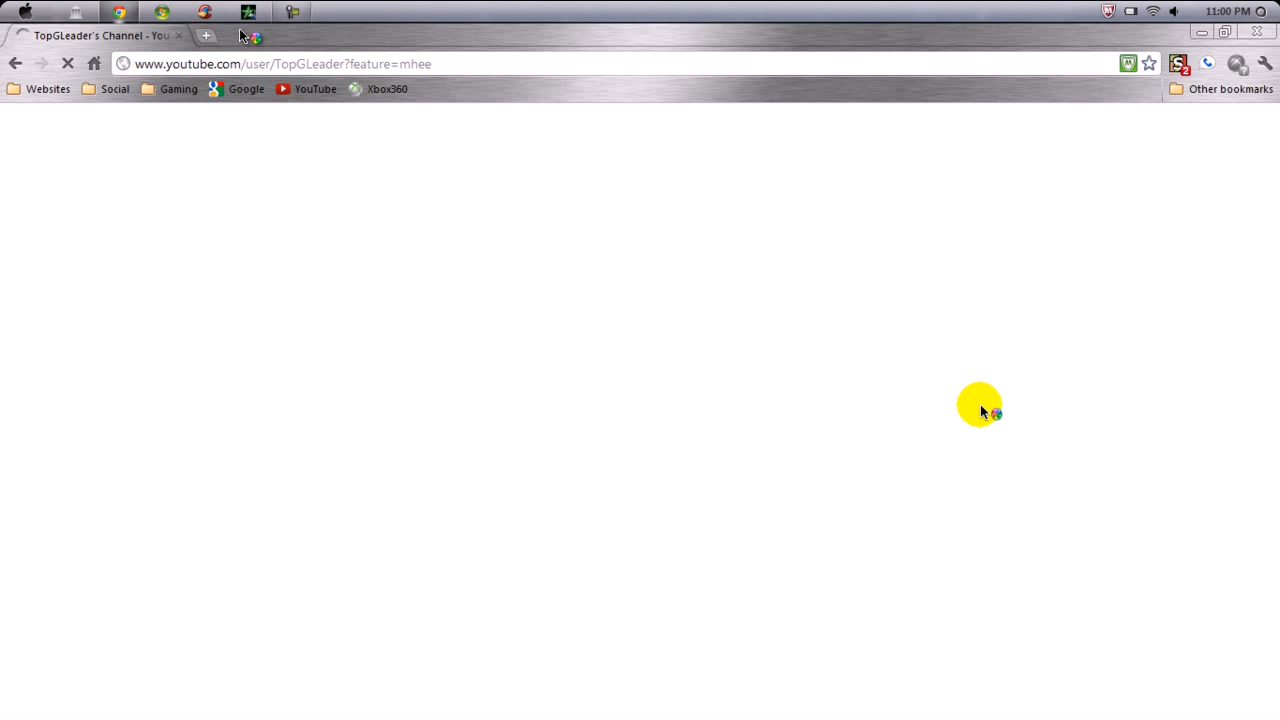 11:00 PM
TopGLeader's Channel - You
www.youtube.com/user/TopGLeader?feature=mhee
2
Websites Social Gaming Google YouTube Xbox360 Other bookmarks